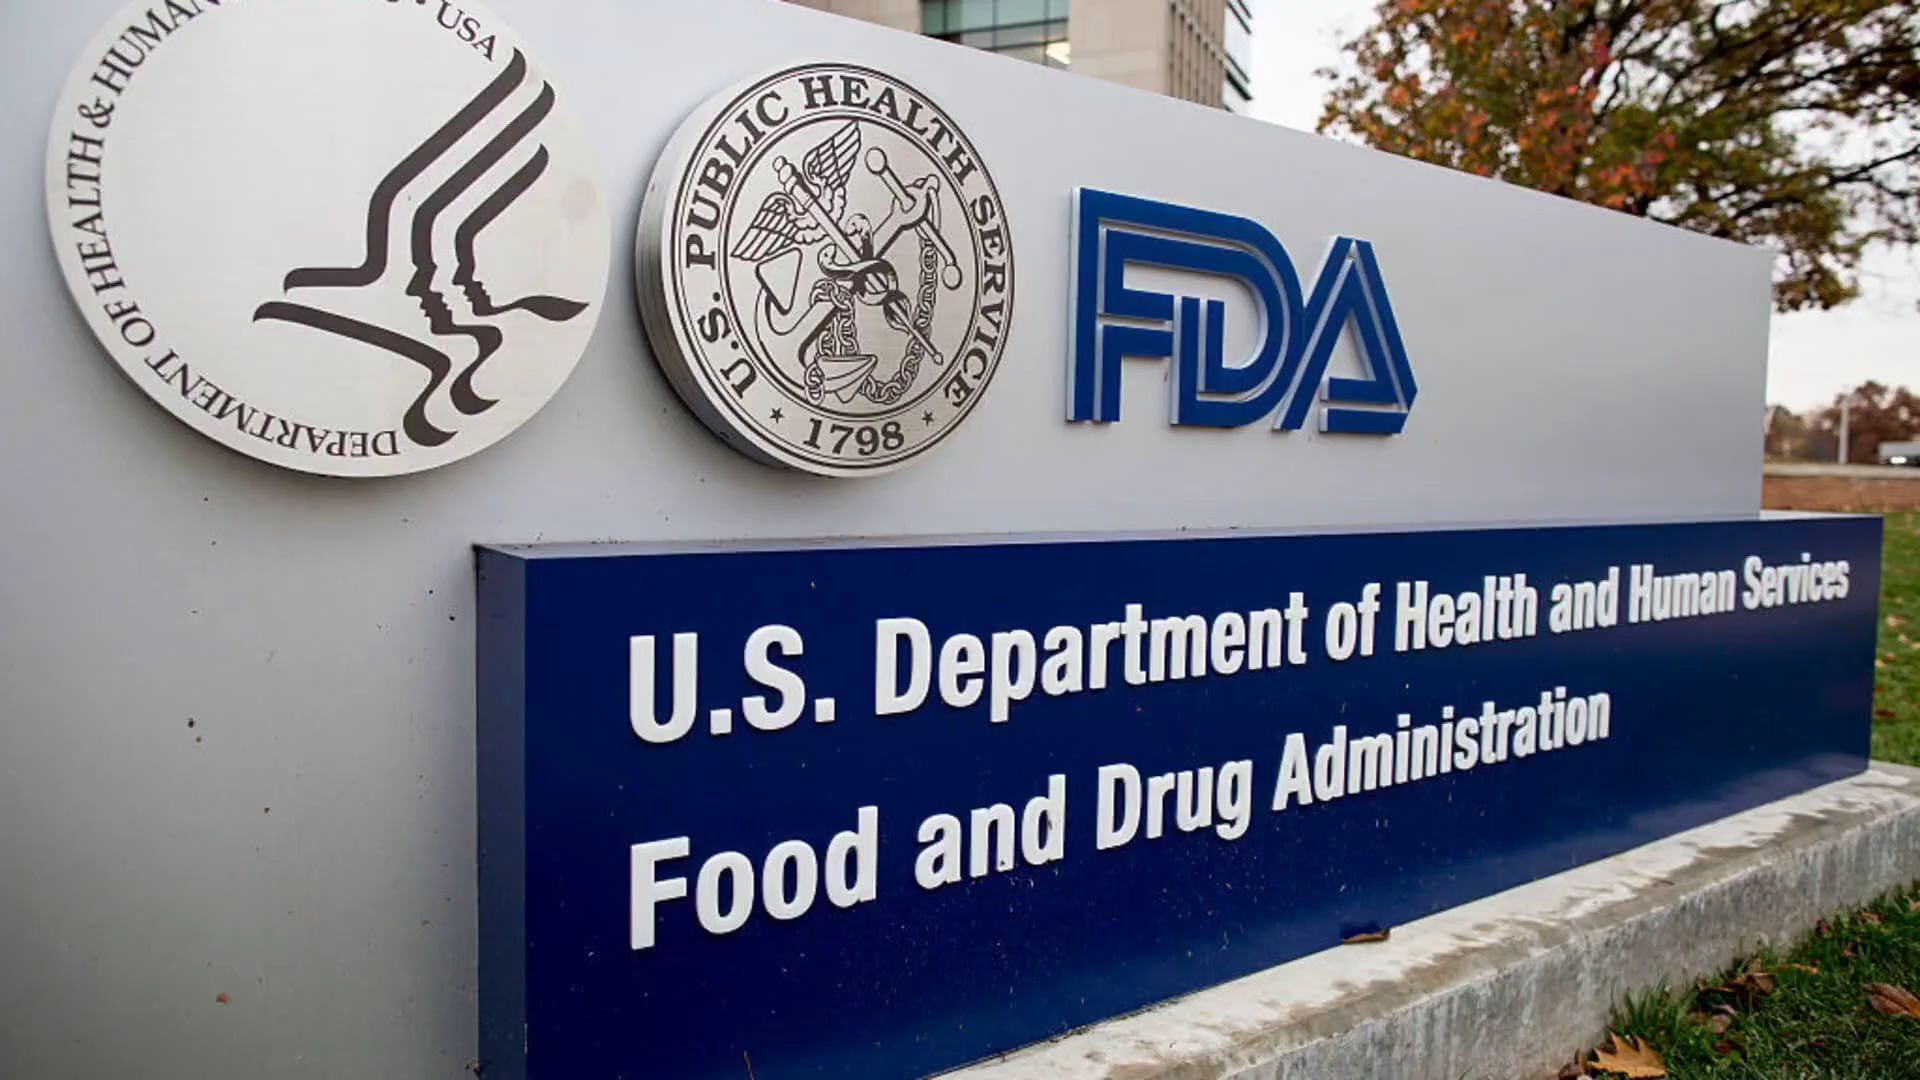 DEPARTMENT OF HEALTH & HUMAN
USA
U.S. PUBLIC HEALTH SERVICE
1798
FDA
U.S. Department of Health and Human Services
Food and Drug Administration